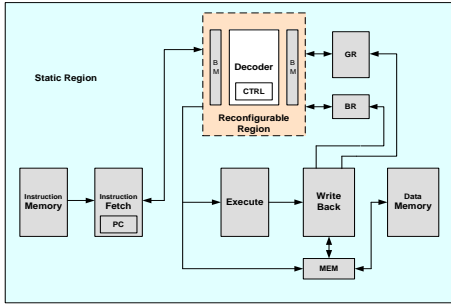 Static Region
B
M
Decoder
CTRL
B
M
Reconfigurable
Region
GR
BR
Instruction
Memory
Instruction
Fetch
PC
Execute
Write
Back
Data
Memory
MEM